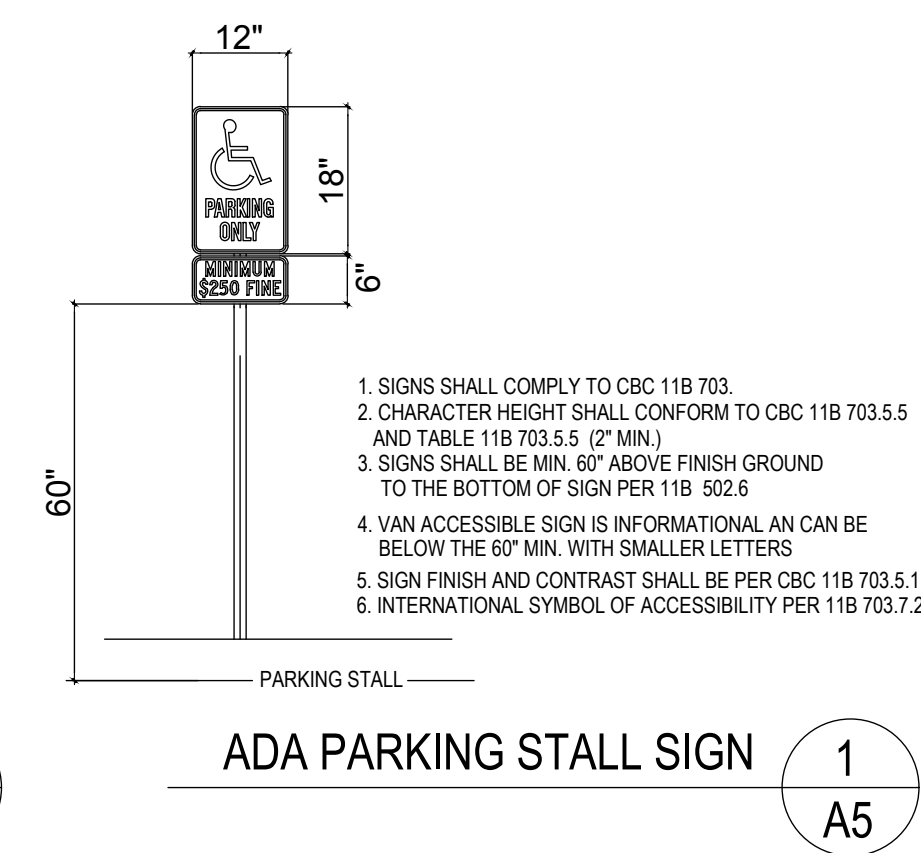 12"
PARKING
ONLY
18"
MINIMUM
$250 FINE
6"
60"
1. SIGNS SHALL COMPLY TO CBC 11B 703.
2. CHARACTER HEIGHT SHALL CONFORM TO CBC 11B 703.5.5
AND TABLE 11B 703.5.5 (2" MIN.)
3. SIGNS SHALL BE MIN. 60" ABOVE FINISH GROUND
TO THE BOTTOM OF SIGN PER 11B 502.6
4. VAN ACCESSIBLE SIGN IS INFORMATIONAL AN CAN BE
BELOW THE 60" MIN. WITH SMALLER LETTERS
5. SIGN FINISH AND CONTRAST SHALL BE PER CBC 11B 703.5.1
6. INTERNATIONAL SYMBOL OF ACCESSIBILITY PER 11B 703.7.2
PARKING STALL
ADA PARKING STALL SIGN
1
A5